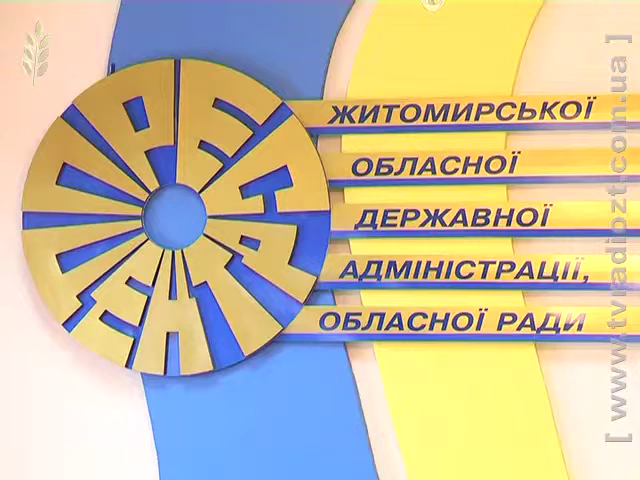 ПРЕС
ЦЕНТР
ЖИТОМИРСЬКОЇ
ОБЛАСНОЇ
ДЕРЖАВНОЇ
АДМІНІСТРАЦІЇ,
ОБЛАСНОЇ РАДИ
[ www.tvradiozt.com.ua ]